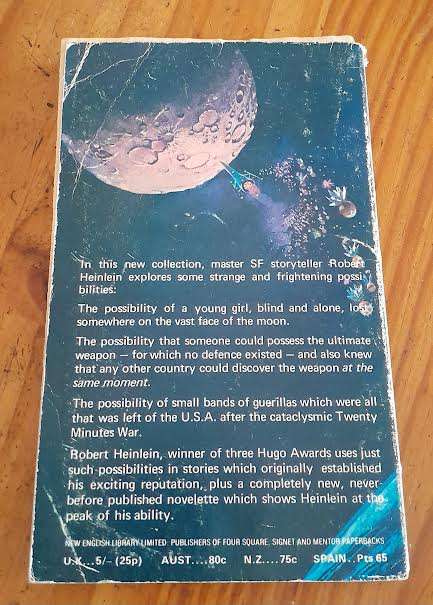 In this new collection, master SF storyteller Robert
Heinlein explores some strange and frightening possi-
bilities:
The possibility of a young girl, blind and alone, lost
somewhere on the vast face of the moon.
The possibility that someone could possess the ultimate
weapon — for which no defence existed — and also knew
that any other country could discover the weapon at the
same moment.
The possibility of small bands of guerillas which were all
that was left of the U.S.A. after the cataclysmic Twenty
Minutes War.
Robert Heinlein, winner of three Hugo Awards uses just
such possibilities in stories which originally established
his exciting reputation, plus a completely new, never-
before published novelette which shows Heinlein at the
peak of his ability.
NEW ENGLISH LIBRARY LIMITED PUBLISHERS OF FOUR SQUARE, SIGNET AND MENTOR PAPERBACKS
U.K...5/– (25p) AUST....80c N.Z....75c SPAIN..Pts 65